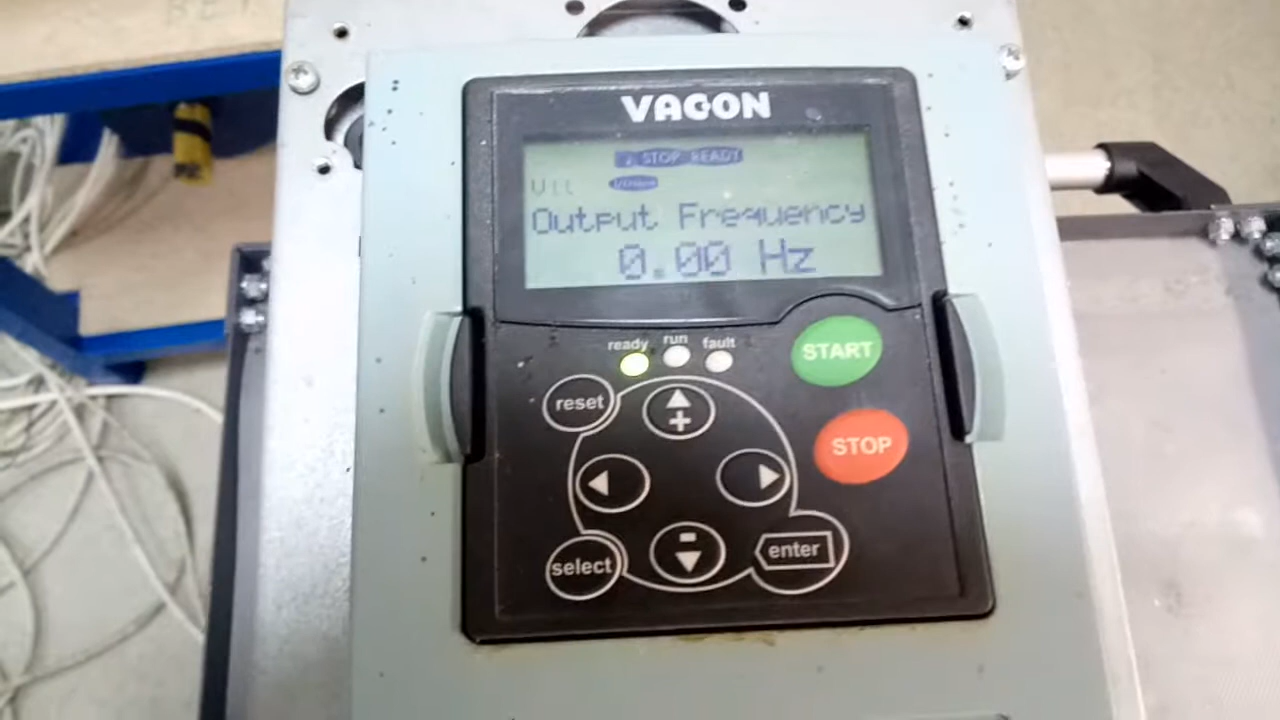 VACON
STOP READY
Output Frequency
0.00 Hz
ready run fault
START
reset
+
STOP
-
select
enter